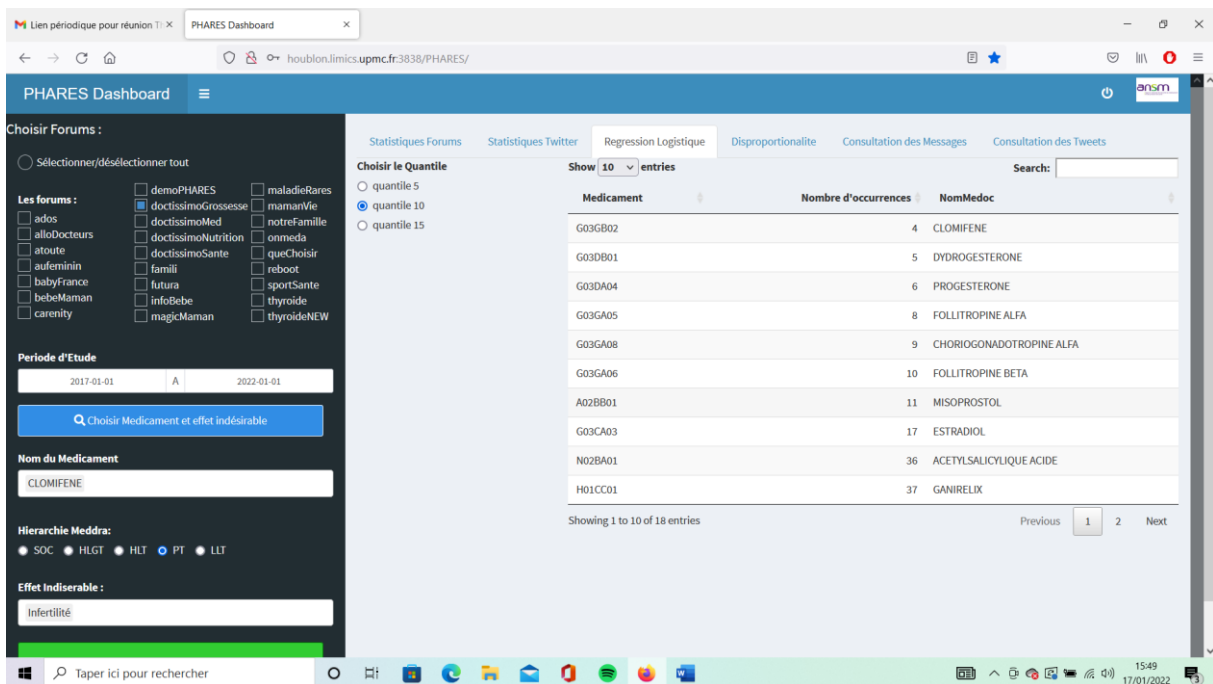 Lien périodique pour réunion T
PHARES Dashboard
houblon.limics.upmc.fr:3838/PHARES/
PHARES Dashboard
ansm
Choisir Forums :
Sélectionner/désélectionner tout
Les forums :
ados
alloDocteurs
atoute
aufeminin
babyFrance
bebeMaman
carenity
demoPHARES
doctissimoGrossesse
doctissimoMed
doctissimoNutrition
doctissimoSante
famili
futura
infoBebe
magicMaman
maladieRares
mamanVie
notreFamille
onmeda
queChoisir
reboot
sportSante
thyroide
thyroideNEW
Periode d'Etude
2017-01-01 A 2022-01-01
Choisir Medicament et effet indésirable
Nom du Medicament
CLOMIFENE
Hierarchie Meddra:
SOC HLGT HLT PT LLT
Effet Indiserable :
Infertilité
Statistiques Forums Statistiques Twitter Regression Logistique Disproportionalite Consultation des Messages Consultation des Tweets
Choisir le Quantile
quantile 5
quantile 10
quantile 15
Show 10 entries
Search:
Medicament Nombre d'occurrences NomMedoc
G03GB02 4 CLOMIFENE
G03DB01 5 DYDROGESTERONE
G03DA04 6 PROGESTERONE
G03GA05 8 FOLLITROPINE ALFA
G03GA08 9 CHORIOGONADOTROPINE ALFA
G03GA06 10 FOLLITROPINE BETA
A02BB01 11 MISOPROSTOL
G03CA03 17 ESTRADIOL
N02BA01 36 ACETYLSALICYLIQUE ACIDE
H01CC01 37 GANIRELIX
Showing 1 to 10 of 18 entries
Previous 1 2 Next
Taper ici pour rechercher
15:49
17/01/2022
3